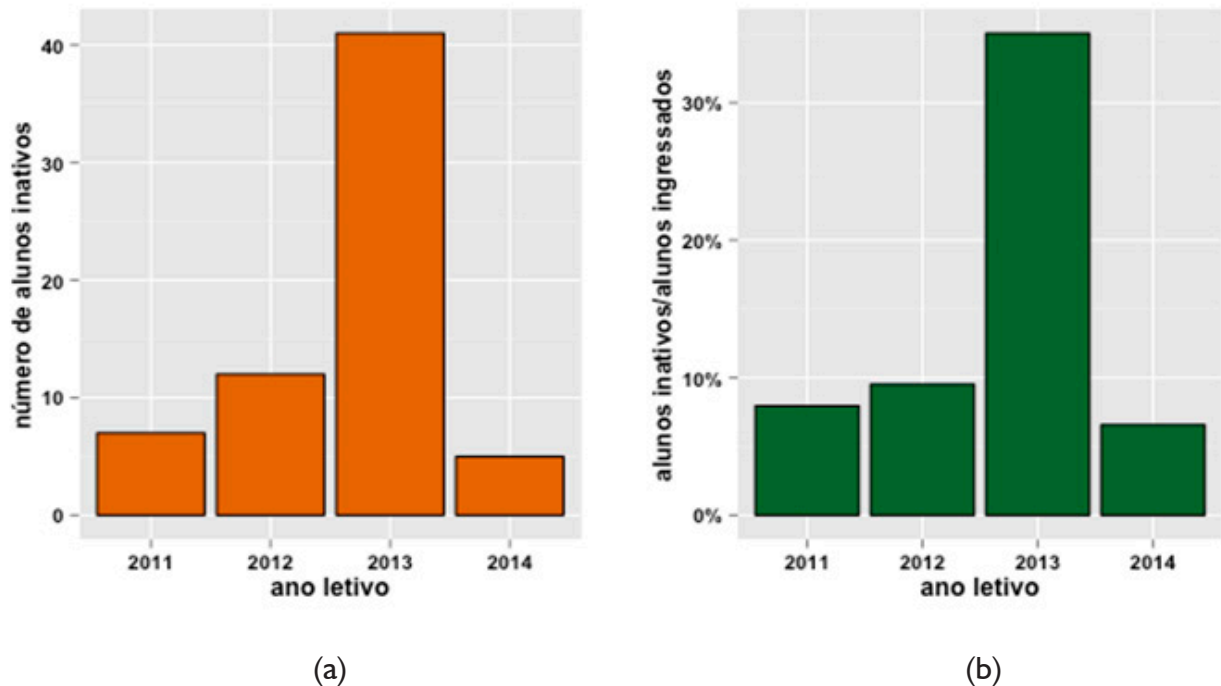 número de alunos inativos
40
30
20
10
0
2011 2012 2013 2014
ano letivo
(a)
alunos inativos/alunos ingressados
30%
20%
10%
0%
2011 2012 2013 2014
ano letivo
(b)